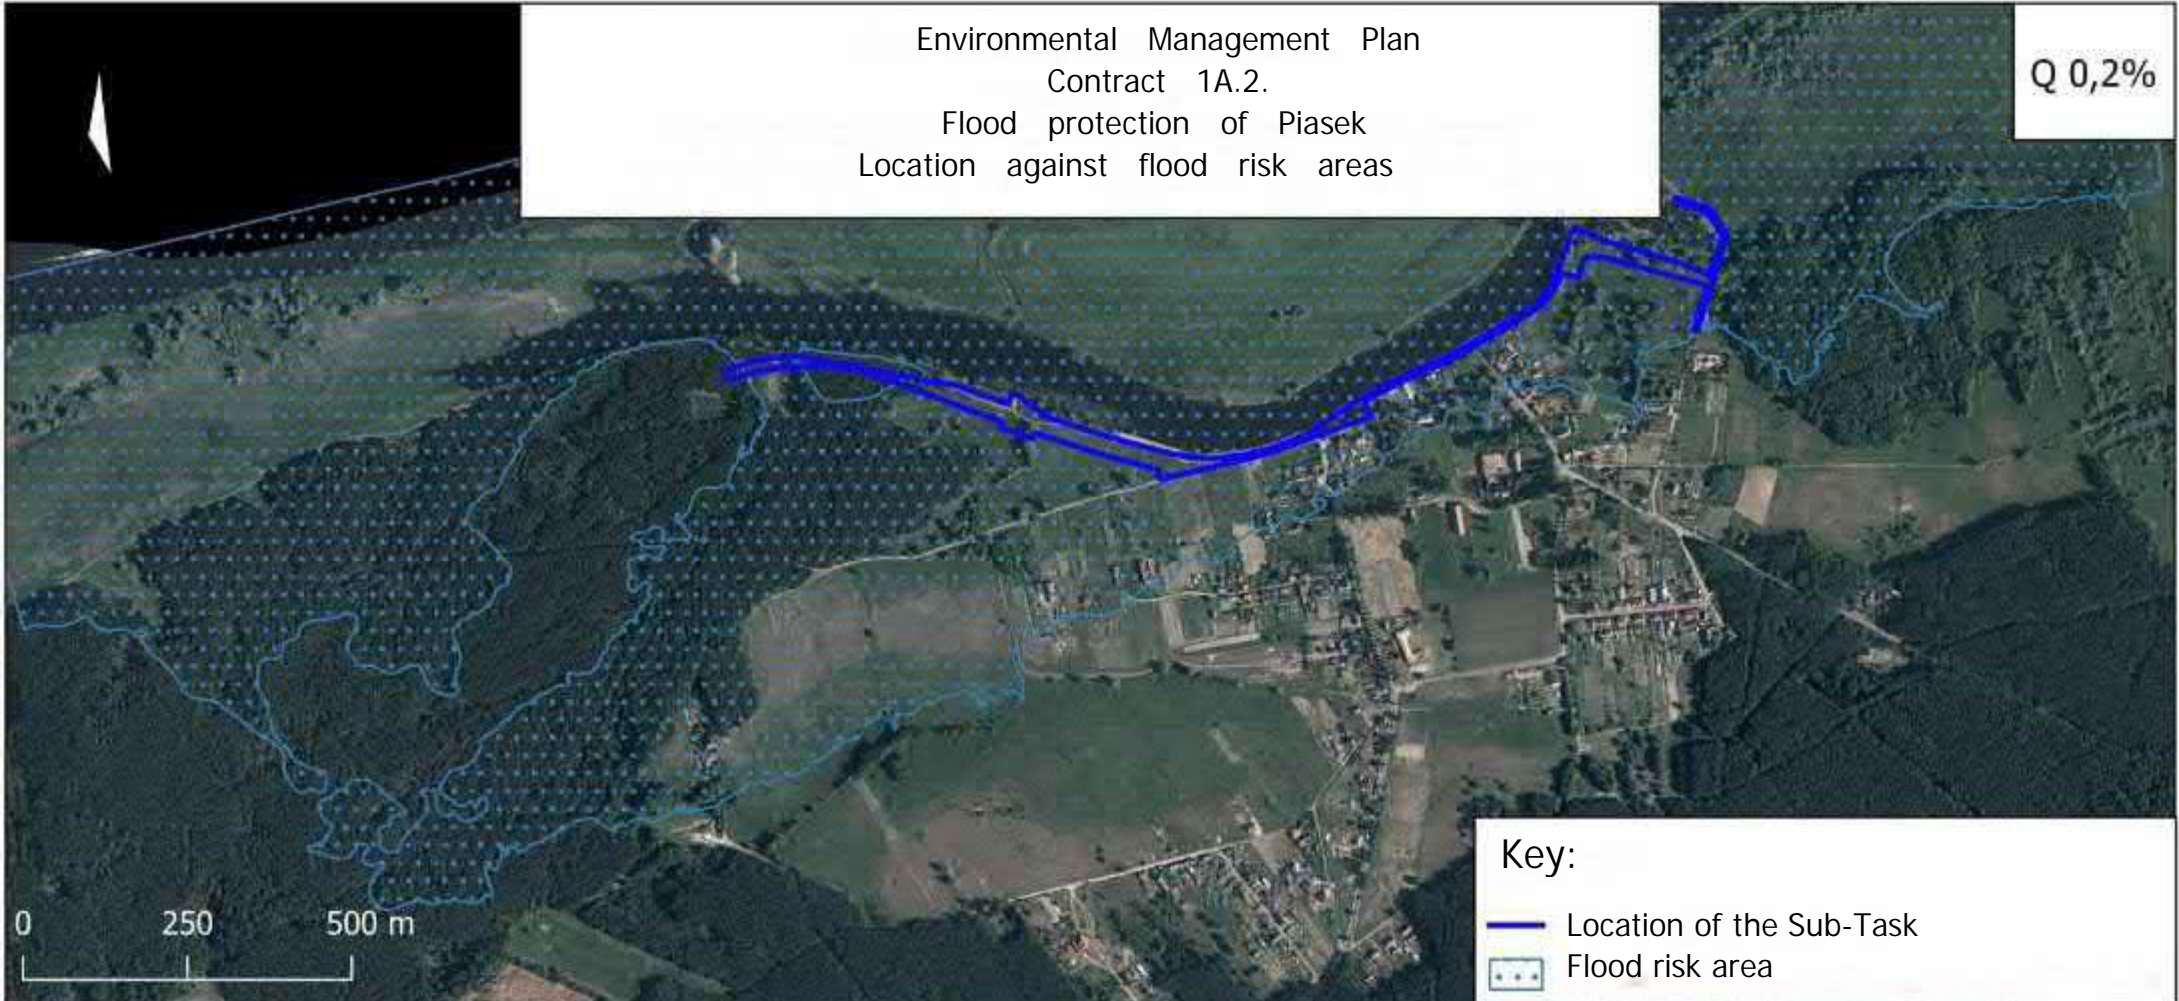 Environmental Management Plan
Contract 1A.2.
Flood protection of Piasek
Location against flood risk areas
Q 0,2%
Key:
Location of the Sub-Task
Flood risk area
0 250 500 m